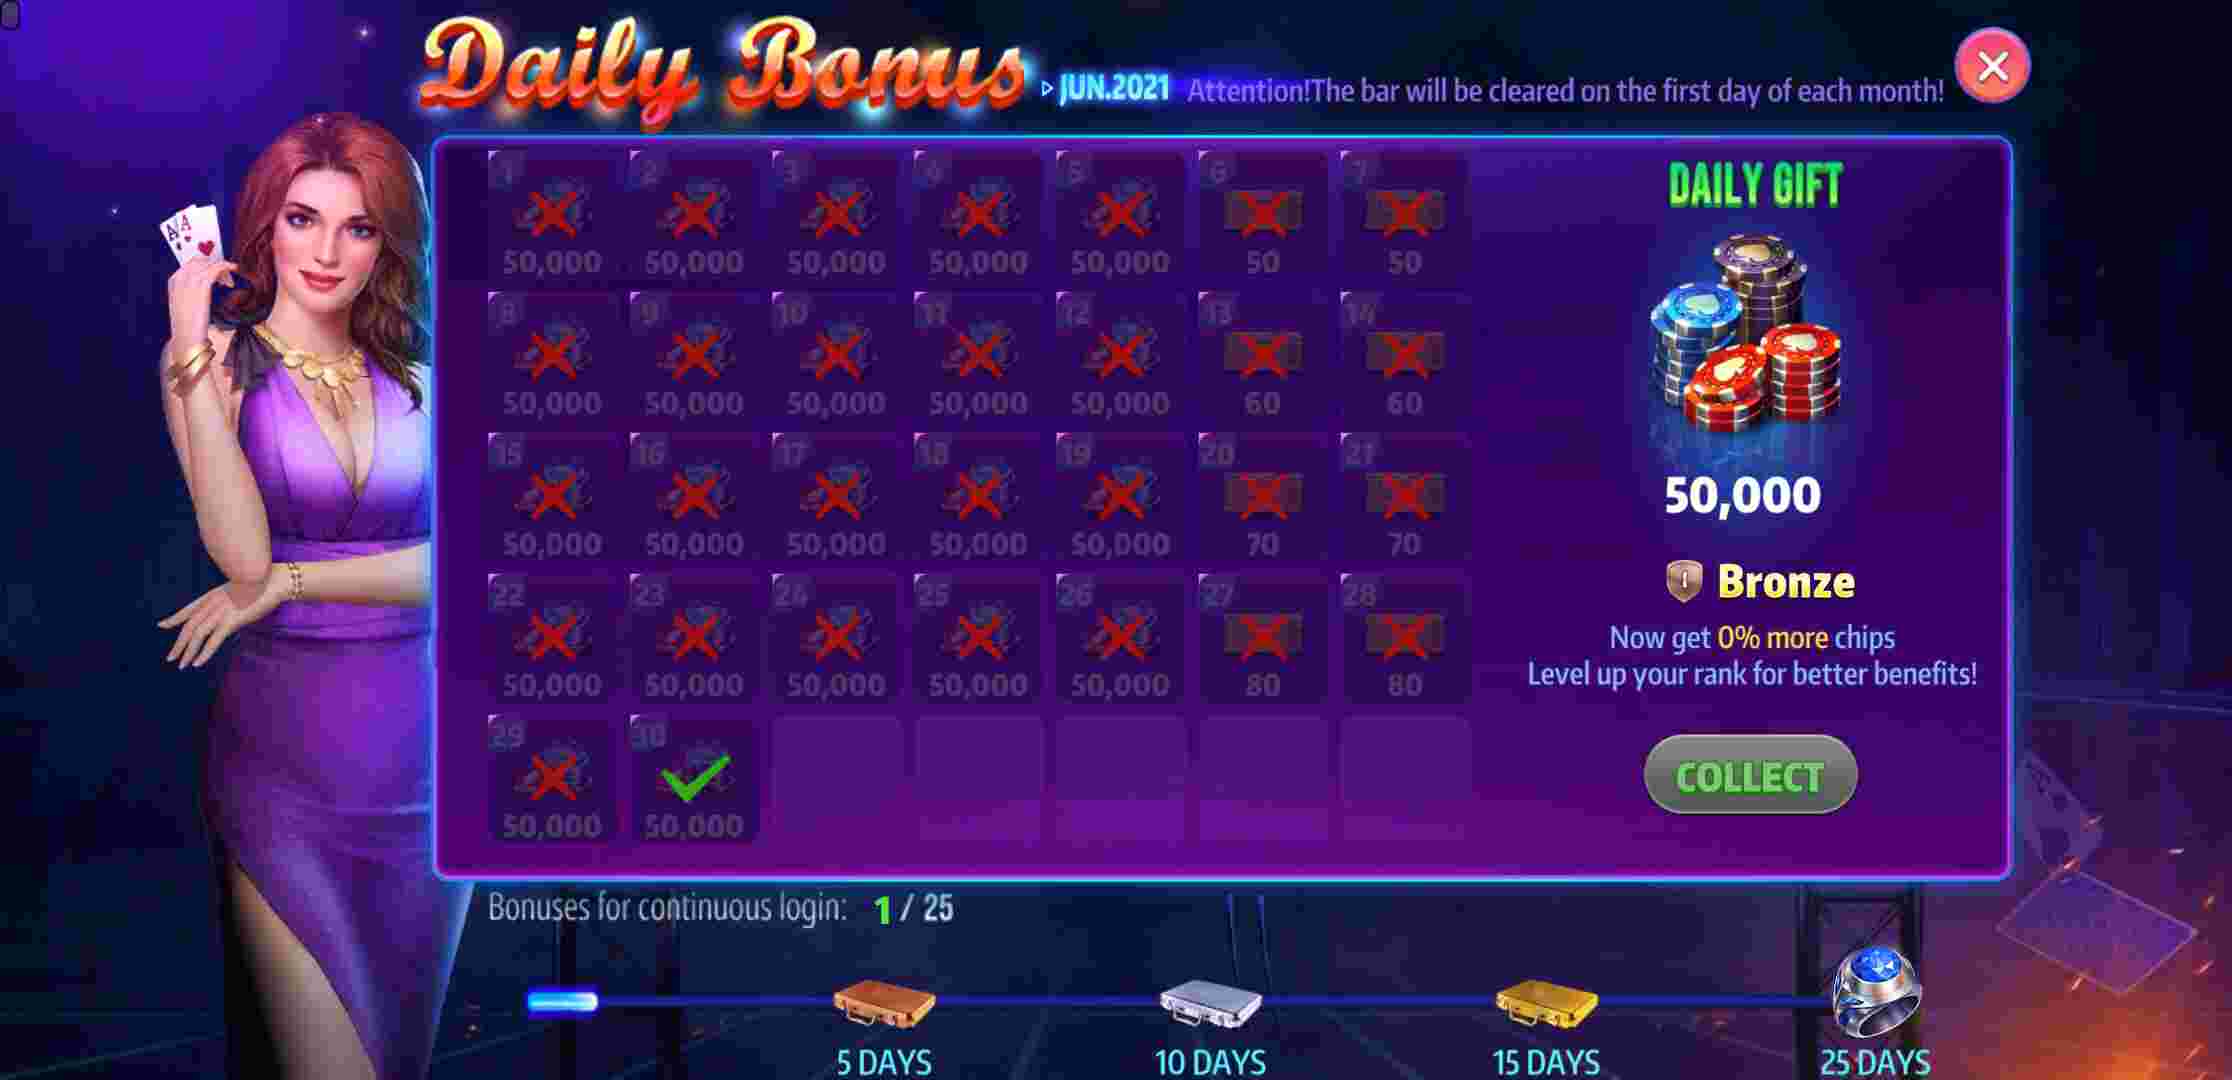 Daily Bonus
JUN.2021
Attention!The bar will be cleared on the first day of each month!
1 2 3 4 5 6 7
50,000 50,000 50,000 50,000 50,000 50 50
8 9 10 11 12 13 14
50,000 50,000 50,000 50,000 50,000 60 60
15 16 17 18 19 20 21
50,000 50,000 50,000 50,000 50,000 70 70
22 23 24 25 26 27 28
50,000 50,000 50,000 50,000 50,000 80 80
29 30
50,000 50,000
DAILY GIFT
50,000
Bronze
Now get 0% more chips
Level up your rank for better benefits!
COLLECT
Bonuses for continuous login: 1 / 25
5 DAYS 10 DAYS 15 DAYS 25 DAYS
A A